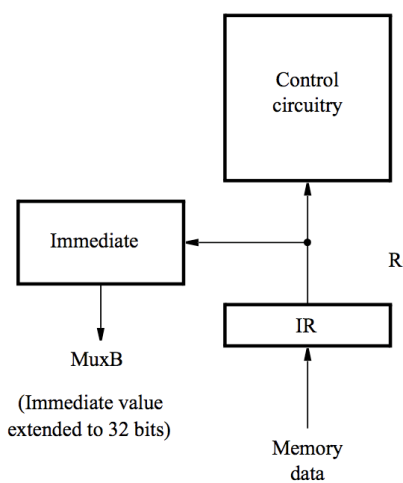 Control
circuitry
Immediate
R
IR
MuxB
(Immediate value
extended to 32 bits)
Memory
data